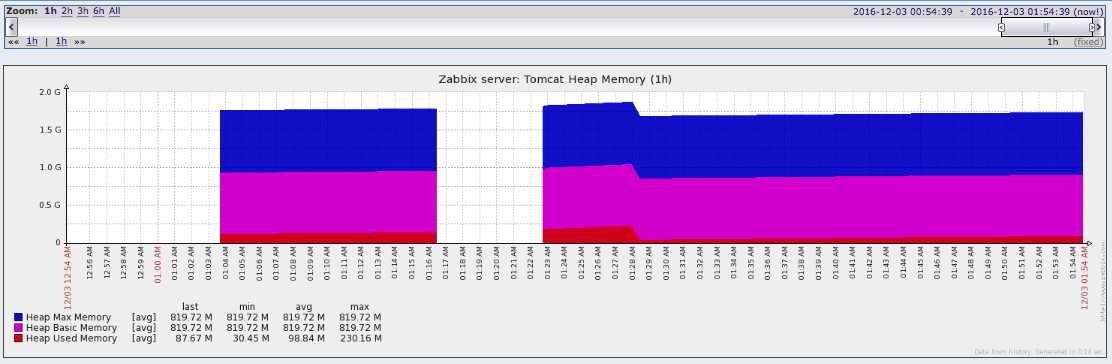 Zoom: 1h 2h 3h 6h All 2016-12-03 00:54:39 - 2016-12-03 01:54:39 (now!)
«« 1h | 1h »» 1h (fixed)
Zabbix server: Tomcat Heap Memory (1h)
2.0 G
1.5 G
1.0 G
0.5 G
0
12/03 12:54 AM
12:56 AM
12:57 AM
12:58 AM
12:59 AM
01:00 AM
01:01 AM
01:02 AM
01:03 AM
01:04 AM
01:05 AM
01:06 AM
01:07 AM
01:08 AM
01:09 AM
01:10 AM
01:11 AM
01:12 AM
01:13 AM
01:14 AM
01:15 AM
01:16 AM
01:17 AM
01:18 AM
01:19 AM
01:20 AM
01:21 AM
01:22 AM
01:23 AM
01:24 AM
01:25 AM
01:26 AM
01:27 AM
01:28 AM
01:29 AM
01:30 AM
01:31 AM
01:32 AM
01:33 AM
01:34 AM
01:35 AM
01:36 AM
01:37 AM
01:38 AM
01:39 AM
01:40 AM
01:41 AM
01:42 AM
01:43 AM
01:44 AM
01:45 AM
01:46 AM
01:47 AM
01:48 AM
01:49 AM
01:50 AM
01:51 AM
01:52 AM
01:53 AM
01:54 AM
12/03 01:54 AM
http://www.zabbix.com
last min avg max
Heap Max Memory [avg] 819.72 M 819.72 M 819.72 M 819.72 M
Heap Basic Memory [avg] 819.72 M 819.72 M 819.72 M 819.72 M
Heap Used Memory [avg] 87.67 M 30.45 M 98.84 M 230.16 M
Data from history. Generated in 0.14 sec.